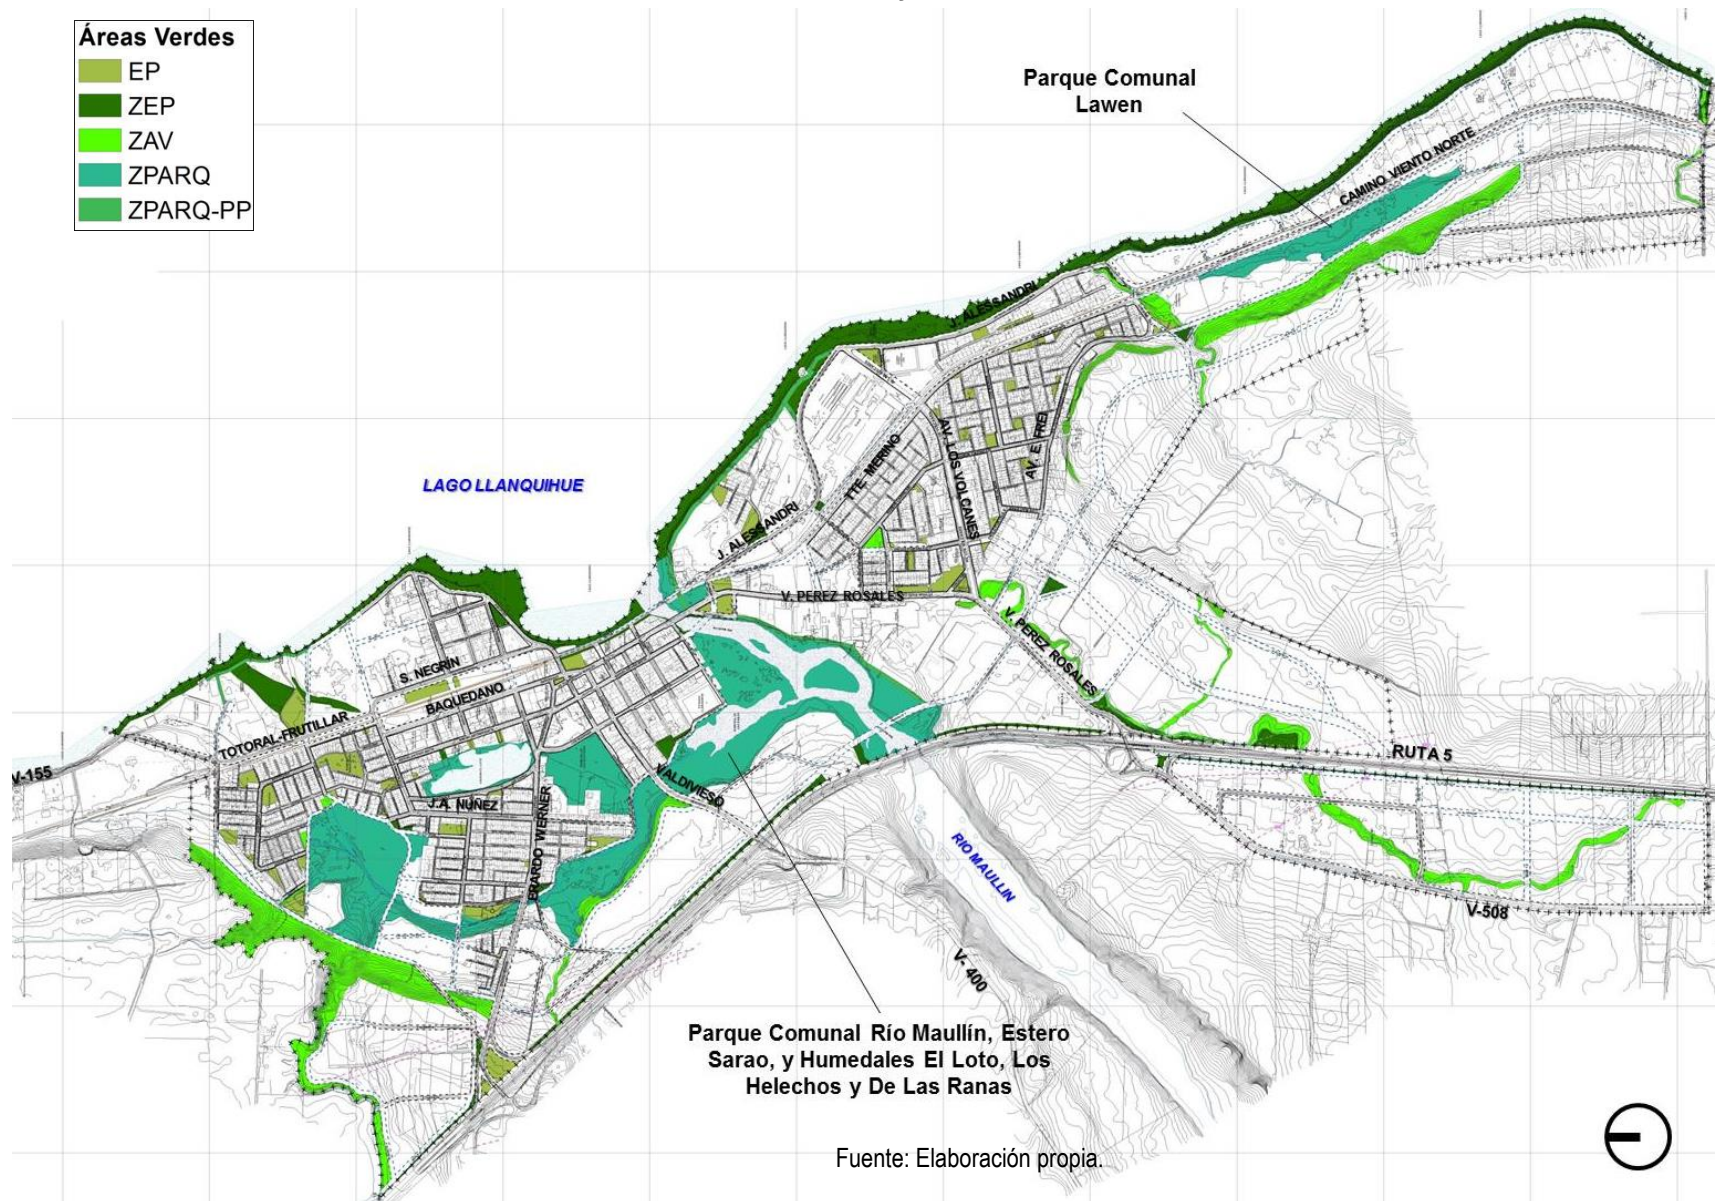 Áreas Verdes
EP
ZEP
ZAV
ZPARQ
ZPARQ-PP
Parque Comunal
Lawen
CAMINO VIENTO NORTE
J. ALESSANDRI
LAGO LLANQUIHUE
TTE MERINO
AV. LOS VOLCANES
AV. E. FREI
J. ALESSANDRI
V. PEREZ ROSALES
V. PEREZ ROSALES
S. NEGRIN
BAQUEDANO
TOTORAL-FRUTILLAR
V-155
J.A. NUÑEZ
BERARDO WERNER
VALDIVIESO
RUTA 5
RIO MAULLIN
V-508
V- 400
Parque Comunal Río Maullín, Estero
Sarao, y Humedales El Loto, Los
Helechos y De Las Ranas
Fuente: Elaboración propia.